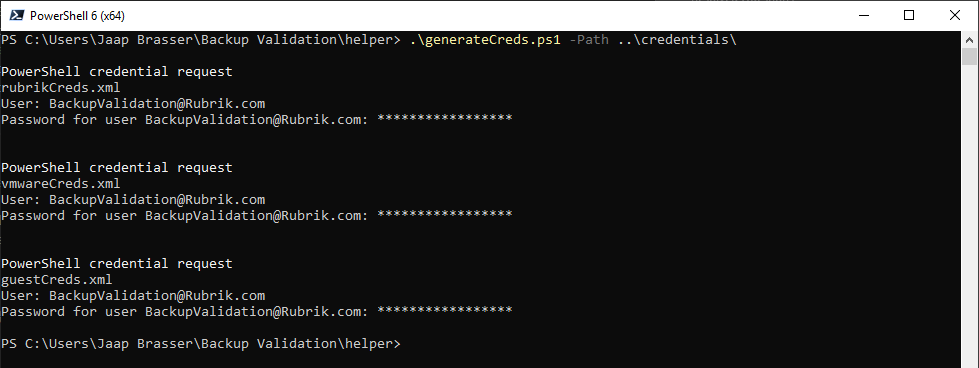 PowerShell 6 (x64)
PS C:\Users\Jaap Brasser\Backup Validation\helper> .\generateCreds.ps1 -Path ..\credentials\
PowerShell credential request
rubrikCreds.xml
User: BackupValidation@Rubrik.com
Password for user BackupValidation@Rubrik.com: *****************
PowerShell credential request
vmwareCreds.xml
User: BackupValidation@Rubrik.com
Password for user BackupValidation@Rubrik.com: *****************
PowerShell credential request
guestCreds.xml
User: BackupValidation@Rubrik.com
Password for user BackupValidation@Rubrik.com: *****************
PS C:\Users\Jaap Brasser\Backup Validation\helper>